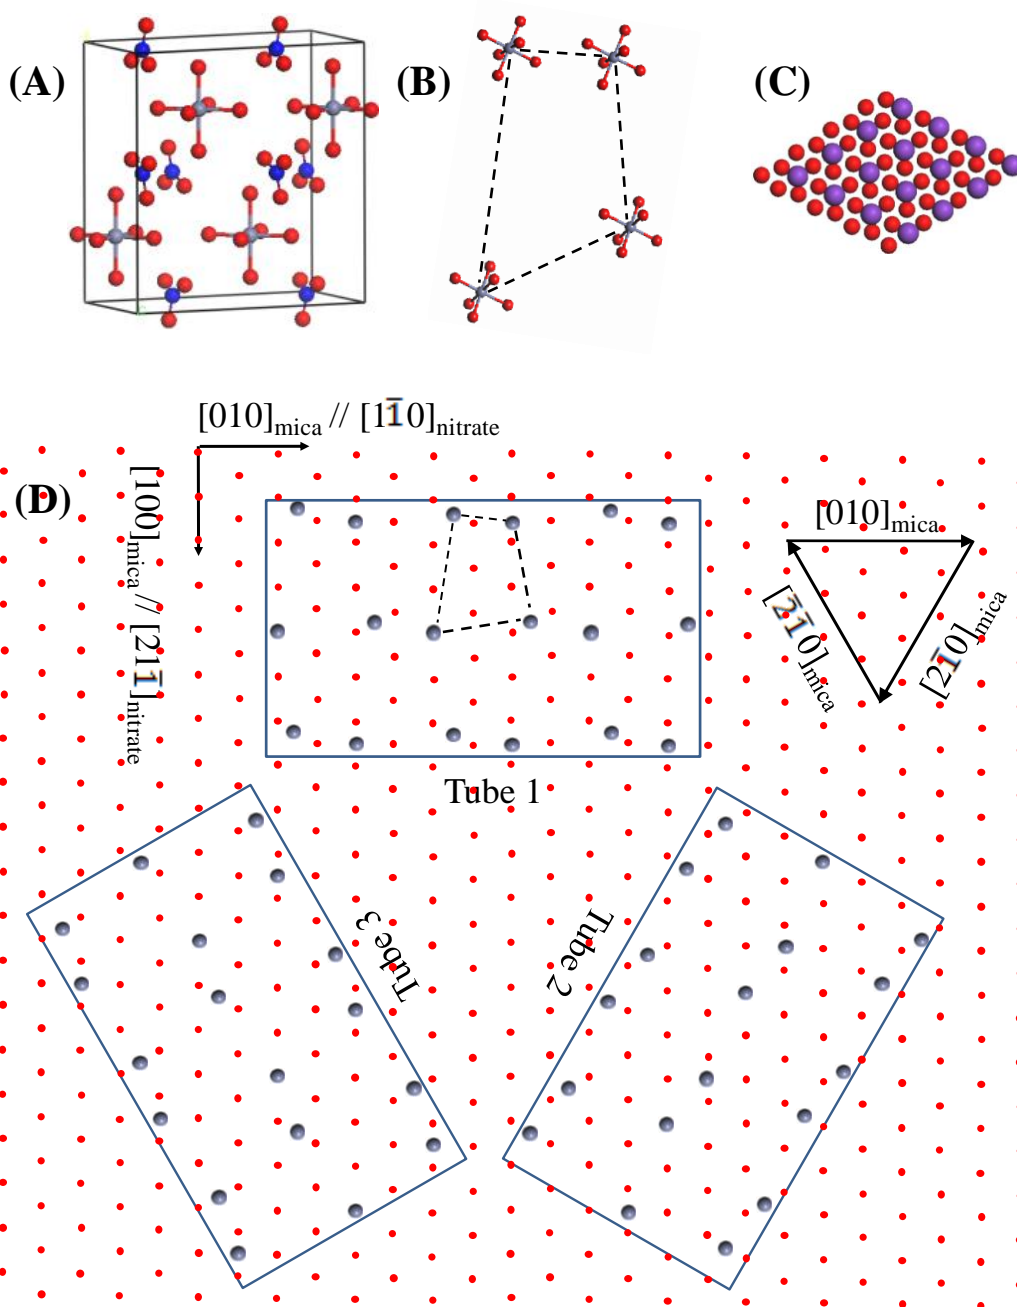 (A)
(B)
(C)
[010]mica // [11̅0]nitrate
(D)
[100]mica // [211̅]nitrate
[010]mica
[2̅1̅0]mica
[21̅0]mica
Tube 1
Tube 3
Tube 2